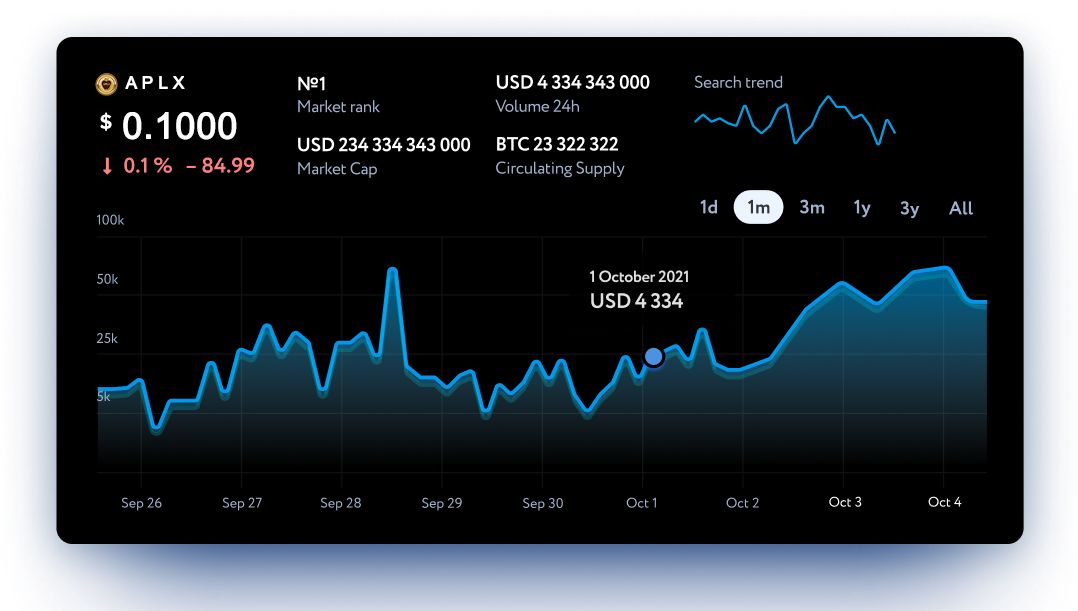 APLX
$ 0.1000
↓ 0.1 % – 84.99
№1
Market rank
USD 234 334 343 000
Market Cap
USD 4 334 343 000
Volume 24h
BTC 23 322 322
Circulating Supply
Search trend
1d 1m 3m 1y 3y All
100k
50k
25k
5k
1 October 2021
USD 4 334
Sep 26 Sep 27 Sep 28 Sep 29 Sep 30 Oct 1 Oct 2 Oct 3 Oct 4